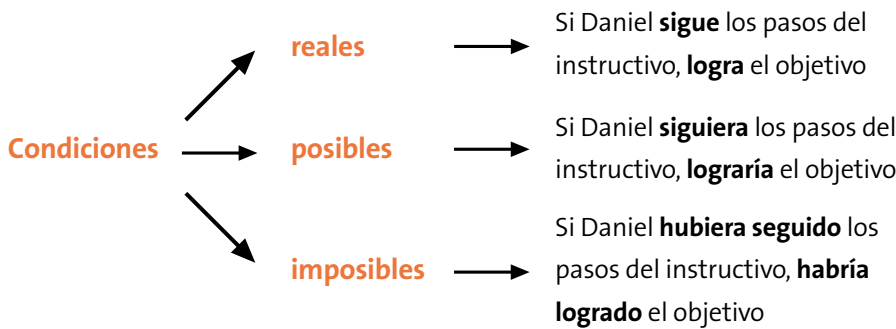 Condiciones
reales
Si Daniel sigue los pasos del
instructivo, logra el objetivo
posibles
Si Daniel siguiera los pasos del
instructivo, lograría el objetivo
imposibles
Si Daniel hubiera seguido los
pasos del instructivo, habría
logrado el objetivo